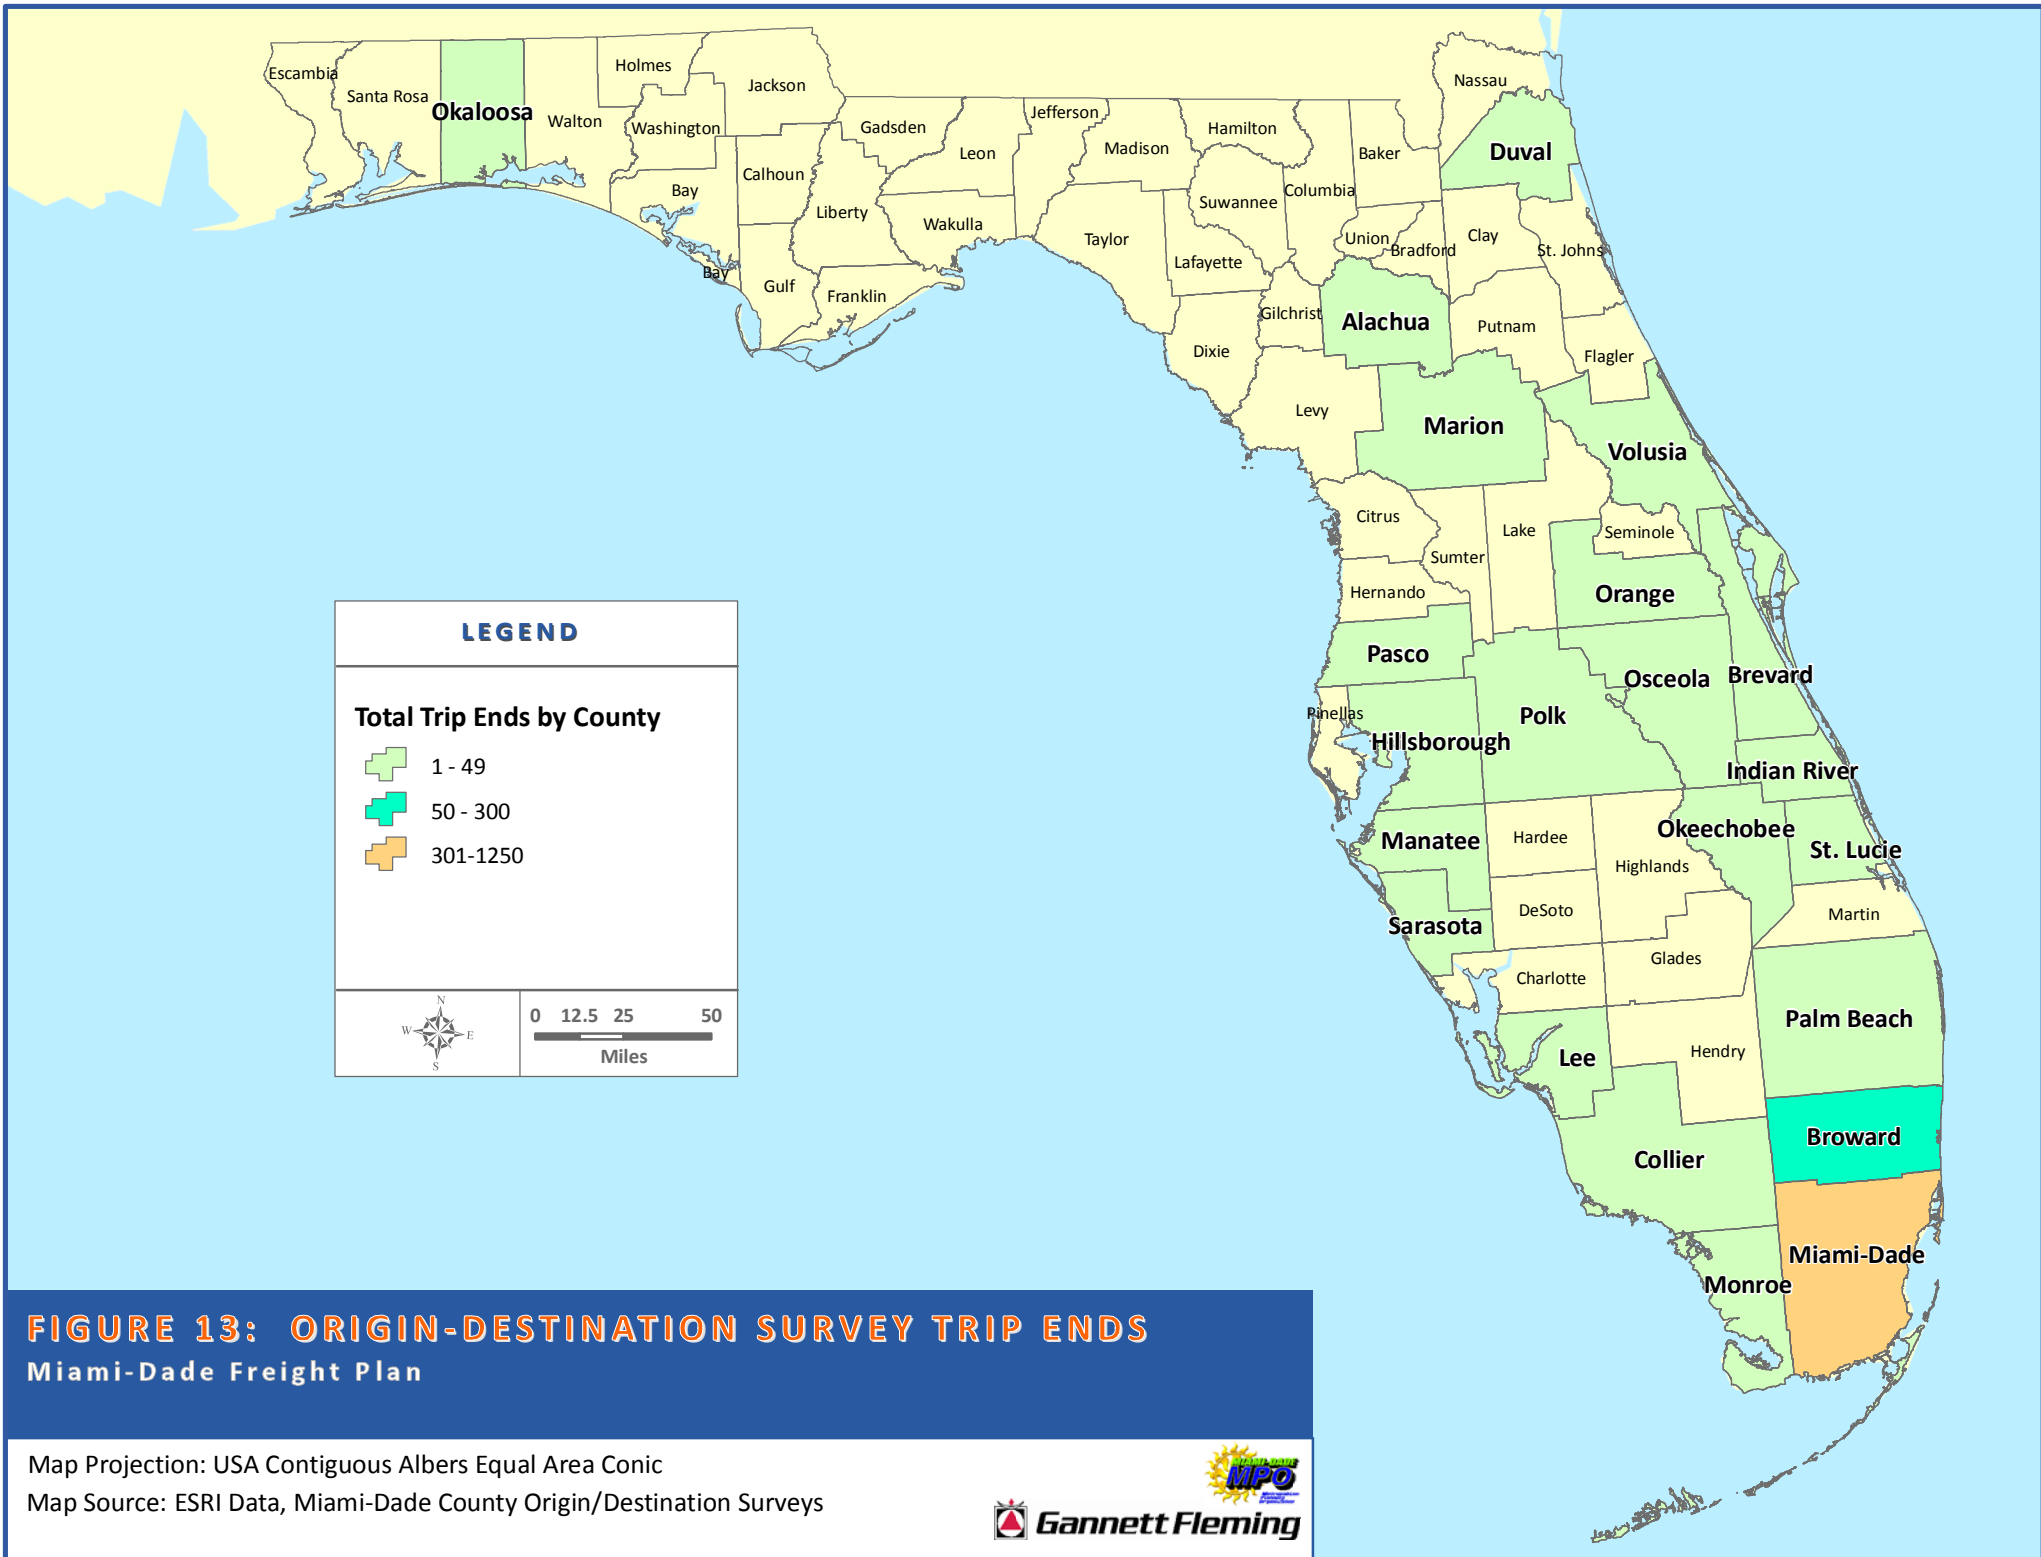 Escambia
Santa Rosa
Okaloosa
Walton
Holmes
Washington
Jackson
Bay
Bay
Calhoun
Gulf
Liberty
Franklin
Gadsden
Leon
Wakulla
Jefferson
Madison
Taylor
Hamilton
Suwannee
Lafayette
Dixie
Columbia
Gilchrist
Baker
Union
Bradford
Nassau
Duval
Clay
St. Johns
Alachua
Putnam
Flagler
Levy
Marion
Volusia
Citrus
Sumter
Lake
Seminole
Hernando
Orange
Pasco
Osceola
Brevard
Pinellas
Hillsborough
Polk
Indian River
Manatee
Hardee
Highlands
Okeechobee
St. Lucie
Sarasota
DeSoto
Martin
Charlotte
Glades
Lee
Hendry
Palm Beach
Collier
Broward
Miami-Dade
Monroe
LEGEND
Total Trip Ends by County
1 - 49
50 - 300
301-1250
N
W E
S
0 12.5 25 50
Miles
FIGURE 13: ORIGIN-DESTINATION SURVEY TRIP ENDS
Miami-Dade Freight Plan
Map Projection: USA Contiguous Albers Equal Area Conic
Map Source: ESRI Data, Miami-Dade County Origin/Destination Surveys
MIAMI-DADE
MPO
Metropolitan
Planning
Organization
Gannett Fleming